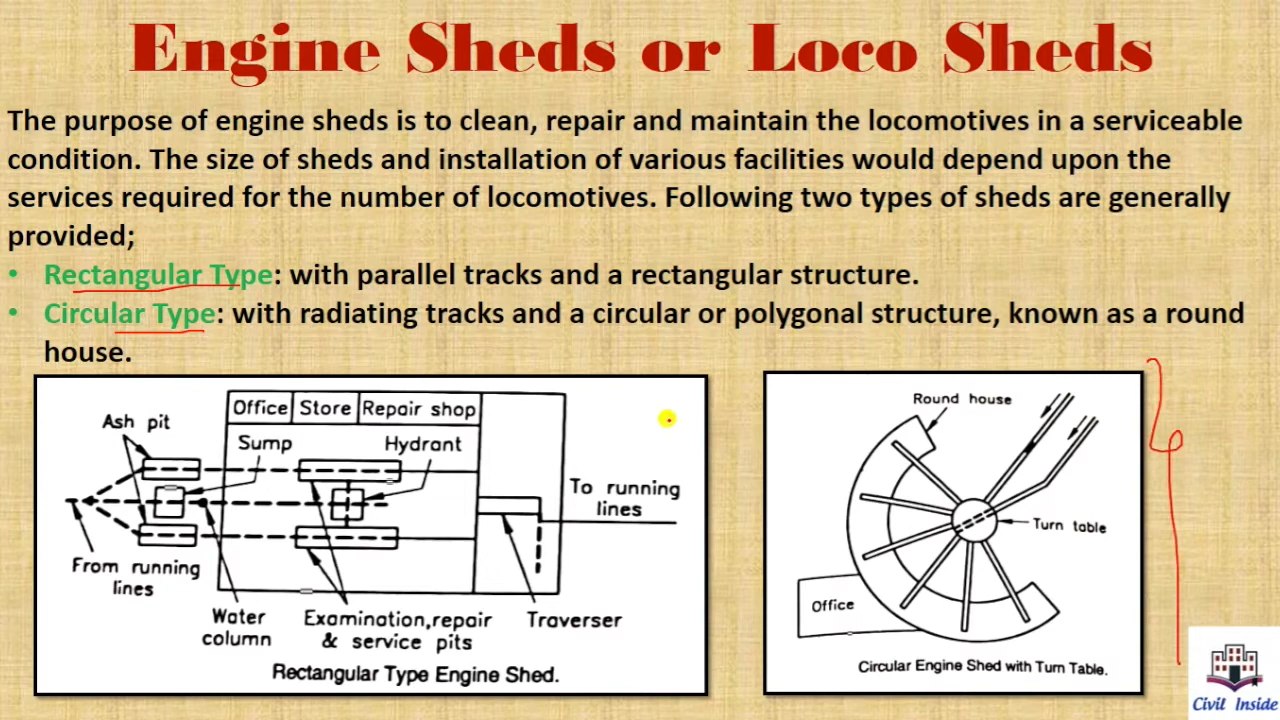 Engine Sheds or Loco Sheds
The purpose of engine sheds is to clean, repair and maintain the locomotives in a serviceable
condition. The size of sheds and installation of various facilities would depend upon the
services required for the number of locomotives. Following two types of sheds are generally
provided;
• Rectangular Type: with parallel tracks and a rectangular structure.
• Circular Type: with radiating tracks and a circular or polygonal structure, known as a round
house.
Ash pit
Office
Store
Repair shop
Sump
Hydrant
To running
lines
From running
lines
Water
column
Examination, repair
& service pits
Traverser
Rectangular Type Engine Shed.
Round house
Turn table
Office
Circular Engine Shed with Turn Table.
Civil Inside